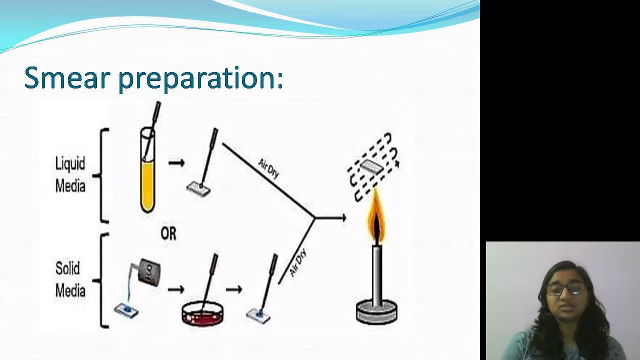 Smear preparation:
Liquid
Media
Air Dry
OR
Solid
Media
Air Dry